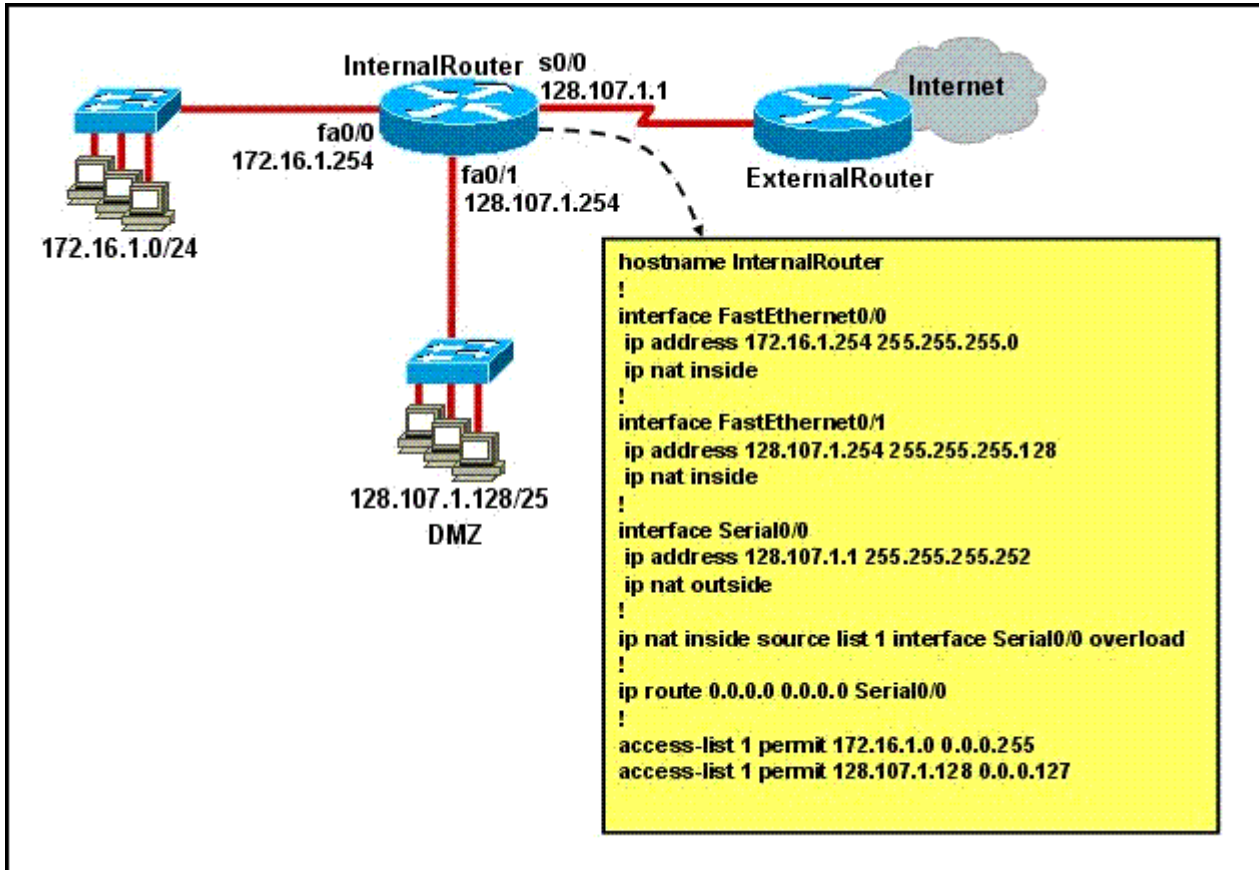 InternalRouter
s0/0
128.107.1.1
Internet
fa0/0
172.16.1.254
ExternalRouter
fa0/1
128.107.1.254
172.16.1.0/24
128.107.1.128/25
DMZ
hostname InternalRouter
!
interface FastEthernet0/0
ip address 172.16.1.254 255.255.255.0
ip nat inside
!
interface FastEthernet0/1
ip address 128.107.1.254 255.255.255.128
ip nat inside
!
interface Serial0/0
ip address 128.107.1.1 255.255.255.252
ip nat outside
!
ip nat inside source list 1 interface Serial0/0 overload
!
ip route 0.0.0.0 0.0.0.0 Serial0/0
!
access-list 1 permit 172.16.1.0 0.0.0.255
access-list 1 permit 128.107.1.128 0.0.0.127